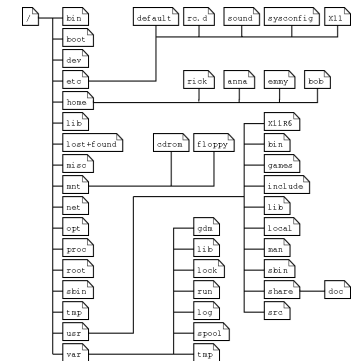 / bin default rc.d sound sysconfig X11
boot
dev
etc rick anna emmy bob
home
lib X11R6
lost+found cdrom floppy bin
misc games
mnt include
net lib
opt gdm local
proc lib man
root lock sbin
sbin run share doc
tmp log src
usr spool
var tmp